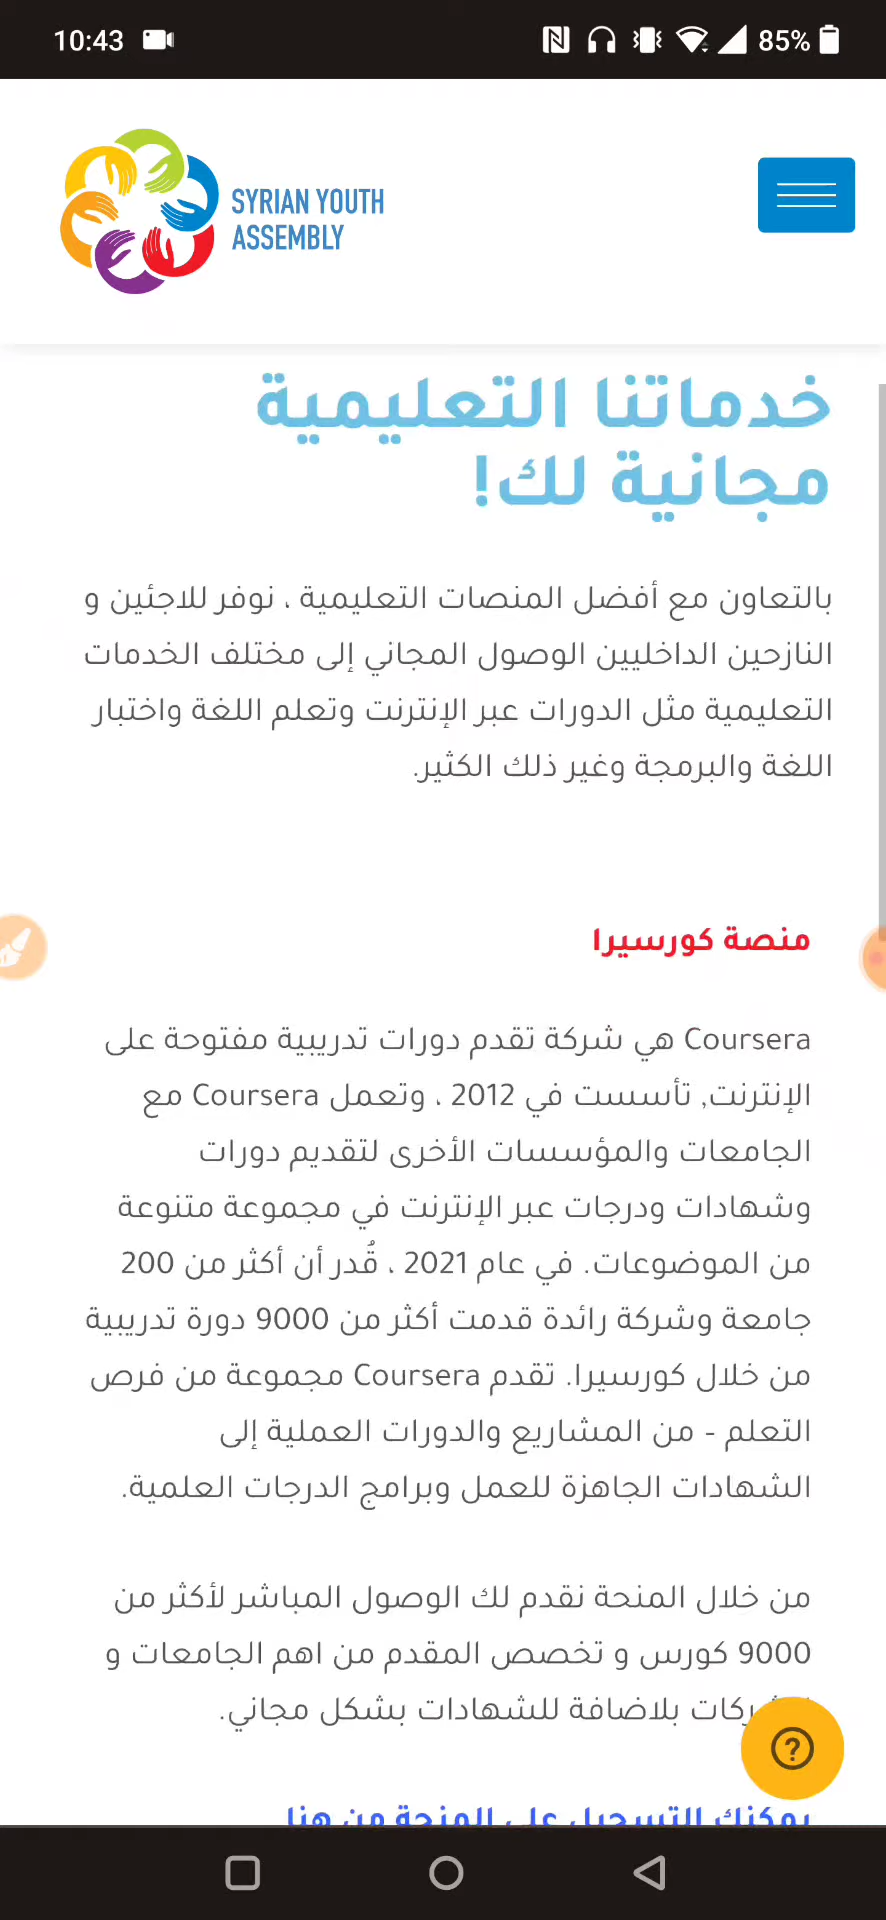 10:43
85%
SYRIAN YOUTH
ASSEMBLY
خدماتنا التعليمية
مجانية لك!
بالتعاون مع أفضل المنصات التعليمية ، نوفر للاجئين و
النازحين الداخليين الوصول المجاني إلى مختلف الخدمات
التعليمية مثل الدورات عبر الإنترنت وتعلم اللغة واختبار
اللغة والبرمجة وغير ذلك الكثير.
منصة كورسيرا
Coursera هي شركة تقدم دورات تدريبية مفتوحة على
الإنترنت, تأسست في 2012 ، وتعمل Coursera مع
الجامعات والمؤسسات الأخرى لتقديم دورات
وشهادات ودرجات عبر الإنترنت في مجموعة متنوعة
من الموضوعات. في عام 2021 ، قُدر أن أكثر من 200
جامعة وشركة رائدة قدمت أكثر من 9000 دورة تدريبية
من خلال كورسيرا. تقدم Coursera مجموعة من فرص
التعلم - من المشاريع والدورات العملية إلى
الشهادات الجاهزة للعمل وبرامج الدرجات العلمية.
من خلال المنحة نقدم لك الوصول المباشر لأكثر من
9000 كورس و تخصص المقدم من اهم الجامعات و
بلاضافة للشهادات بشكل مجاني.
يمكنك التسجيل على المنحة من هنا